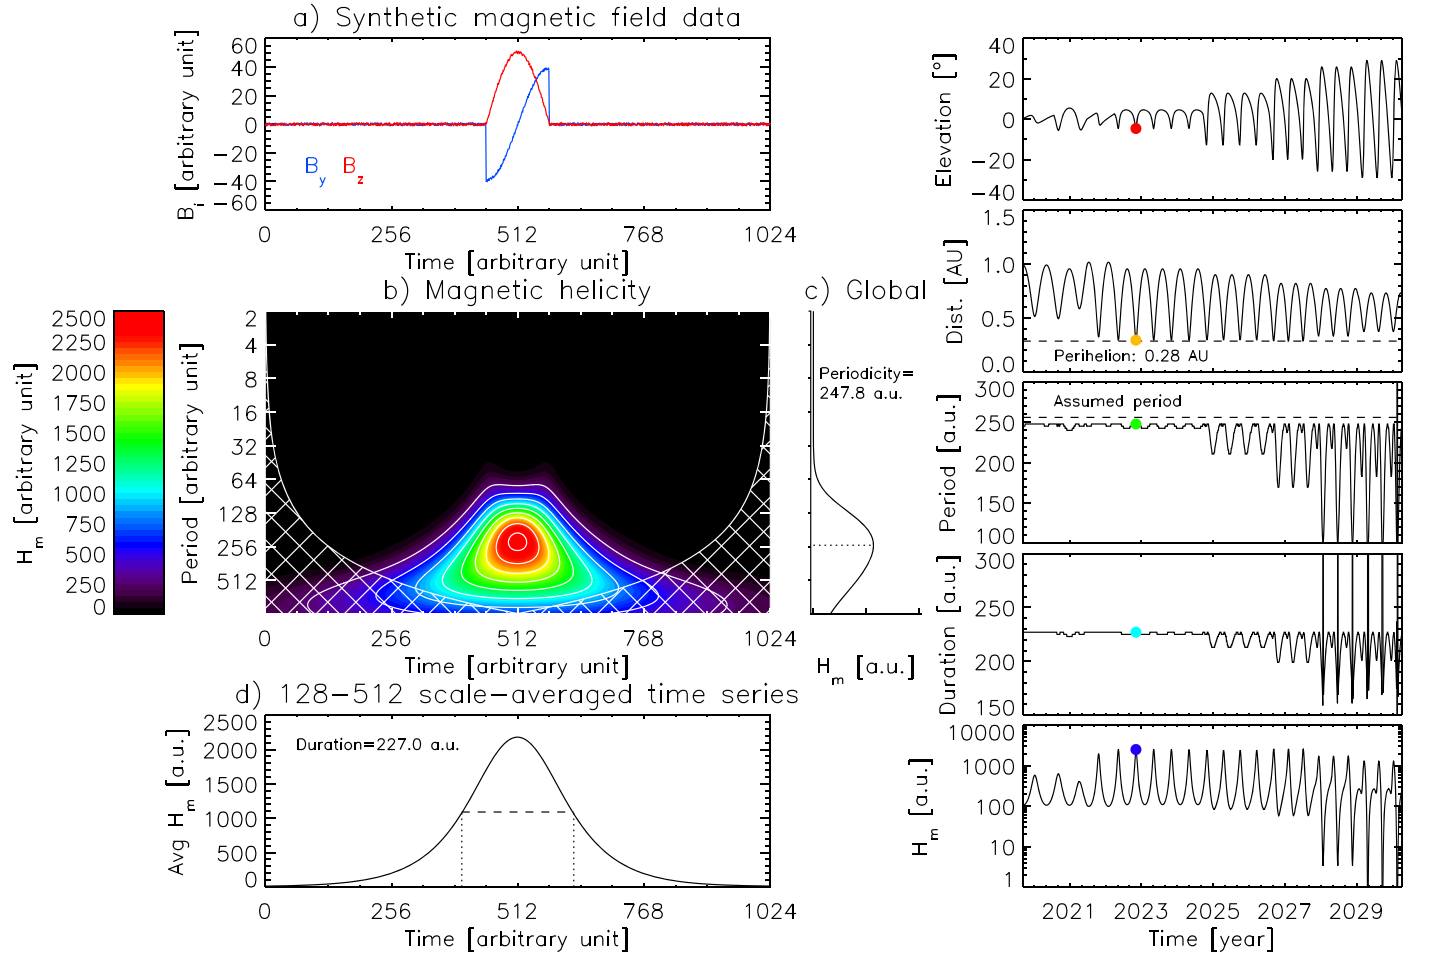 a) Synthetic magnetic field data
B_i [arbitrary unit]
60
40
20
0
−20
−40
−60
B_y B_z
0 256 512 768 1024
Time [arbitrary unit]
b) Magnetic helicity
H_m [arbitrary unit]
2500
2250
2000
1750
1500
1250
1000
750
500
250
0
Period [arbitrary unit]
2
4
8
16
32
64
128
256
512
0 256 512 768 1024
Time [arbitrary unit]
c) Global
Periodicity=
247.8 a.u.
H_m [a.u.]
d) 128−512 scale−averaged time series
Avg H_m [a.u.]
2500
2000
1500
1000
500
0
Duration=227.0 a.u.
0 256 512 768 1024
Time [arbitrary unit]
Elevation [°]
40
20
0
−20
−40
Dist. [AU]
1.5
1.0
0.5
0.0
Perihelion: 0.28 AU
Period [a.u.]
300
250
200
150
100
Assumed period
Duration [a.u.]
300
250
200
150
H_m [a.u.]
10000
1000
100
10
1
2021 2023 2025 2027 2029
Time [year]